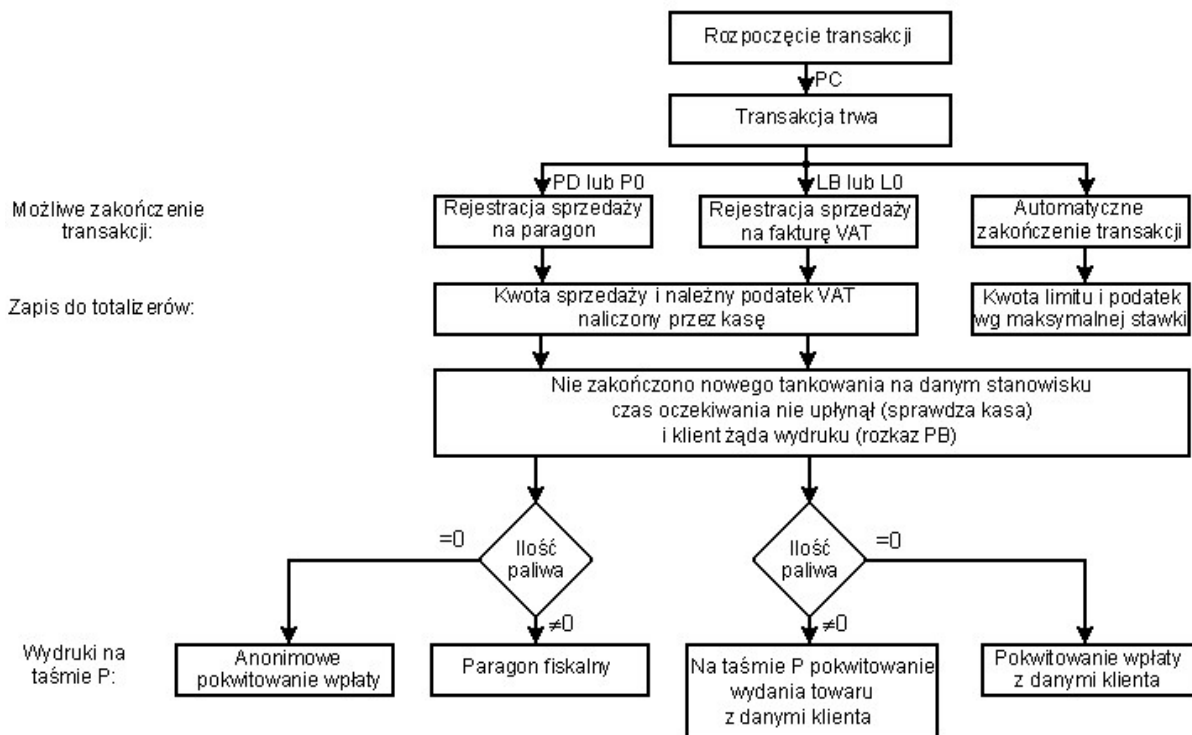 Rozpoczęcie transakcji
PC
Transakcja trwa
PD lub P0
LB lub L0
Możliwe zakończenie
transakcji:
Rejestracja sprzedaży
na paragon
Rejestracja sprzedaży
na fakturę VAT
Automatyczne
zakończenie transakcji
Zapis do totalizerów:
Kwota sprzedaży i należny podatek VAT
naliczony przez kasę
Kwota limitu i podatek
wg maksymalnej stawki
Nie zakończono nowego tankowania na danym stanowisku
czas oczekiwania nie upłynął (sprawdza kasa)
i klient żąda wydruku (rozkaz PB)
=0
Ilość
paliwa
≠0
Ilość
paliwa
=0
≠0
Wydruki na
taśmie P:
Anonimowe
pokwitowanie wpłaty
Paragon fiskalny
Na taśmie P pokwitowanie
wydania towaru
z danymi klienta
Pokwitowanie wpłaty
z danymi klienta